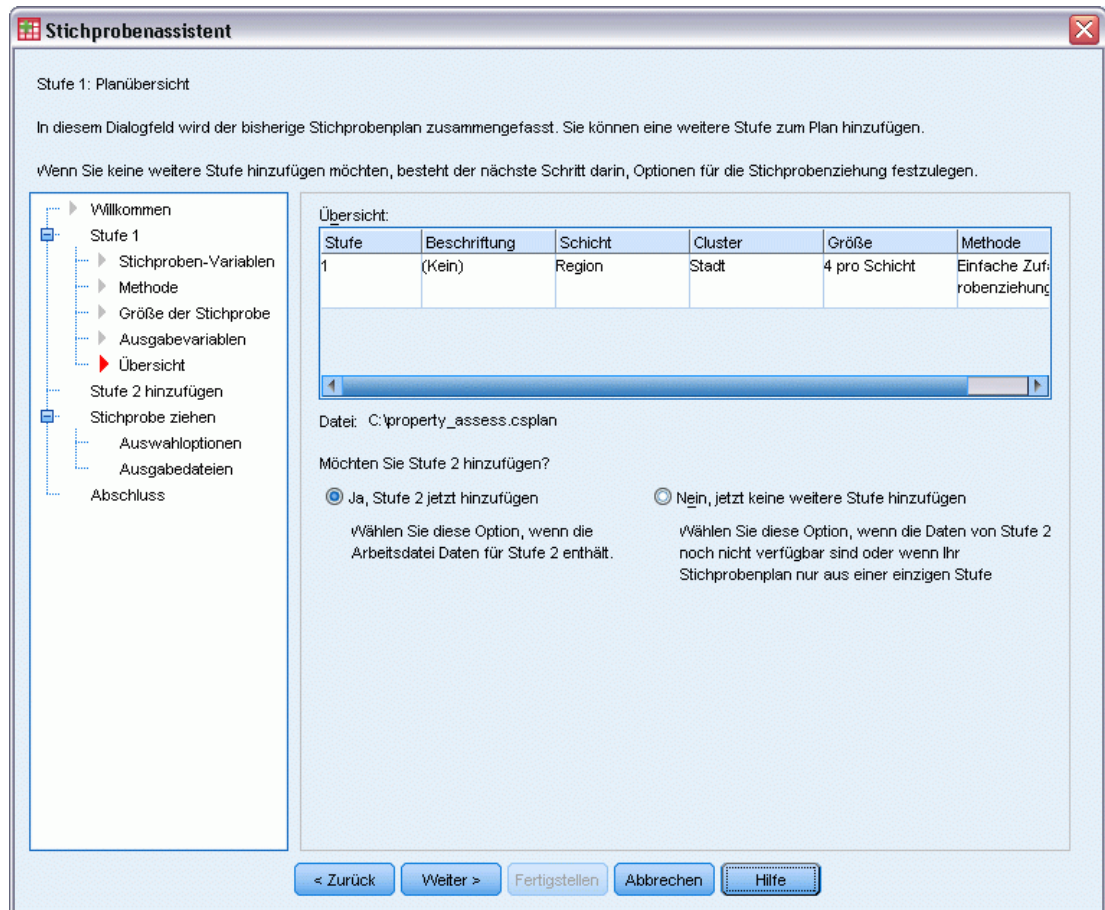 Stichprobenassistent
Stufe 1: Planübersicht
In diesem Dialogfeld wird der bisherige Stichprobenplan zusammengefasst. Sie können eine weitere Stufe zum Plan hinzufügen.
Wenn Sie keine weitere Stufe hinzufügen möchten, besteht der nächste Schritt darin, Optionen für die Stichprobenziehung festzulegen.
Willkommen
Stufe 1
Stichproben-Variablen
Methode
Größe der Stichprobe
Ausgabevariablen
Übersicht
Stufe 2 hinzufügen
Stichprobe ziehen
Auswahloptionen
Ausgabedateien
Abschluss
Übersicht:
Stufe Beschriftung Schicht Cluster Größe Methode
1 (Kein) Region Stadt 4 pro Schicht Einfache Zufa
robenziehung
Datei: C:\property_assess.csplan
Möchten Sie Stufe 2 hinzufügen?
Ja, Stufe 2 jetzt hinzufügen
Wählen Sie diese Option, wenn die
Arbeitsdatei Daten für Stufe 2 enthält.
Nein, jetzt keine weitere Stufe hinzufügen
Wählen Sie diese Option, wenn die Daten von Stufe 2
noch nicht verfügbar sind oder wenn Ihr
Stichprobenplan nur aus einer einzigen Stufe
< Zurück Weiter > Fertigstellen Abbrechen Hilfe